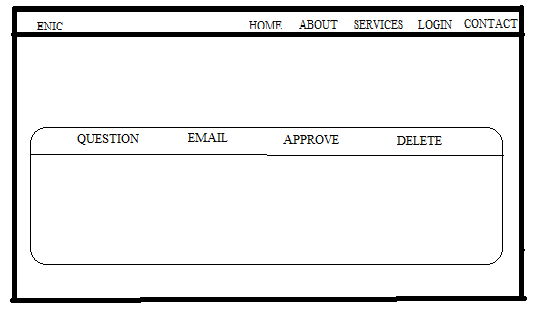 ENIC HOME ABOUT SERVICES LOGIN CONTACT
QUESTION EMAIL APPROVE DELETE